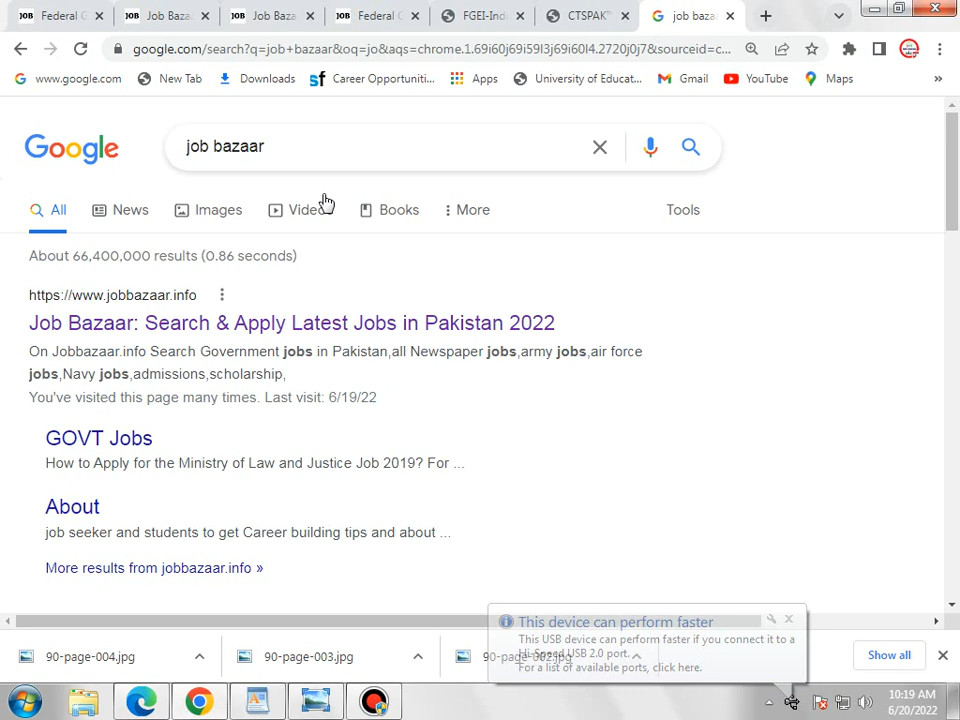 JOB Federal G
JOB Job Baza
JOB Job Baza
JOB Federal G
FGEI-Indu
CTSPAK™
job baza
google.com/search?q=job+bazaar&oq=jo&aqs=chrome.1.69i60j69i59l3j69i60l4.2720j0j7&sourceid=c...
www.google.com
New Tab
Downloads
Career Opportuniti...
Apps
University of Educat...
Gmail
YouTube
Maps
»
Google
job bazaar
All
News
Images
Videos
Books
More
Tools
About 66,400,000 results (0.86 seconds)
https://www.jobbazaar.info
Job Bazaar: Search & Apply Latest Jobs in Pakistan 2022
On Jobbazaar.info Search Government jobs in Pakistan,all Newspaper jobs,army jobs,air force
jobs,Navy jobs,admissions,scholarship,
You've visited this page many times. Last visit: 6/19/22
GOVT Jobs
How to Apply for the Ministry of Law and Justice Job 2019? For ...
About
job seeker and students to get Career building tips and about ...
More results from jobbazaar.info »
This device can perform faster
This USB device can perform faster if you connect it to a
Hi-Speed USB 2.0 port.
For a list of available ports, click here.
90-page-004.jpg
90-page-003.jpg
90-page-002.jpg
Show all
10:19 AM
6/20/2022